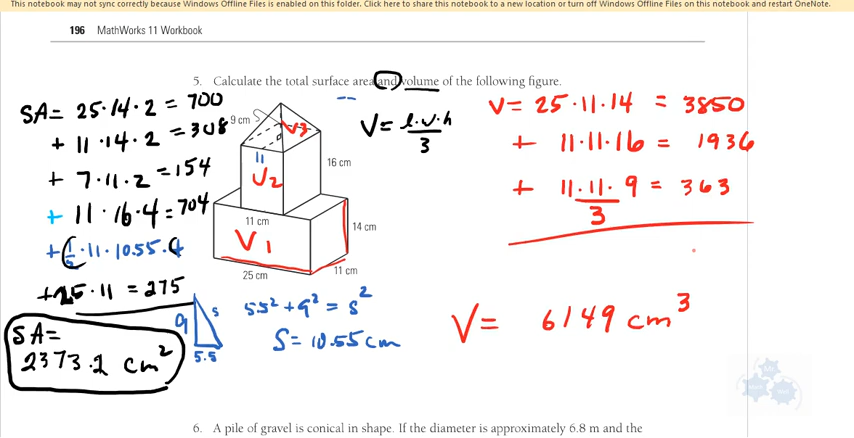 This notebook may not sync correctly because Windows Offline Files is enabled on this folder. Click here to share this notebook to a new location or turn off Windows Offline Files on this notebook and restart OneNote.
196 MathWorks 11 Workbook
5. Calculate the total surface area and volume of the following figure.
SA= 25·14·2 = 700
+ 11·14·2 = 308
+ 7·11·2 = 154
+ 11·16·4 = 704
+(½·11·10.55·4
+25·11 = 275
SA=
2373.2 cm²
9 cm
V3
11
V2
16 cm
11 cm
V1
14 cm
25 cm
11 cm
V = l·w·h/3
9
s
5.5
5.5²+9² = s²
S= 10.55 cm
V= 25·11·14 = 3850
+ 11·11·16 = 1936
+ 11·11·9/3 = 363
V= 6149 cm³
6. A pile of gravel is conical in shape. If the diameter is approximately 6.8 m and the